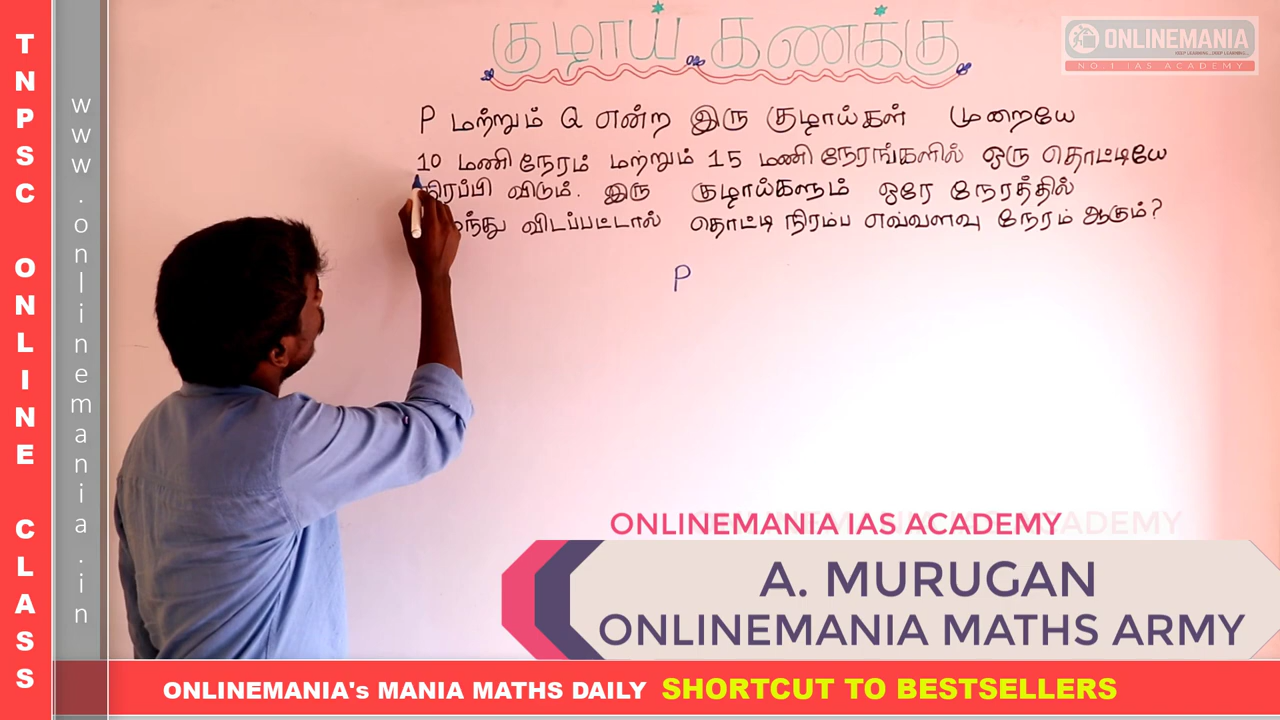 TNPSC ONLINE CLASS
www.onlinemania.in
குழாய் கணக்கு
ONLINEMANIA
NO.1 IAS ACADEMY
P மற்றும் Q என்ற இரு குழாய்கள் முறையே
10 மணி நேரம் மற்றும் 15 மணி நேரங்களில் ஒரு தொட்டியே
நிரப்பி விடும். இரு குழாய்களும் ஒரே நேரத்தில்
விடப்பட்டால் தொட்டி நிரம்ப எவ்வளவு நேரம் ஆகும்?
P
ONLINEMANIA IAS ACADEMY
A. MURUGAN
ONLINEMANIA MATHS ARMY
ONLINEMANIA's MANIA MATHS DAILY SHORTCUT TO BESTSELLERS